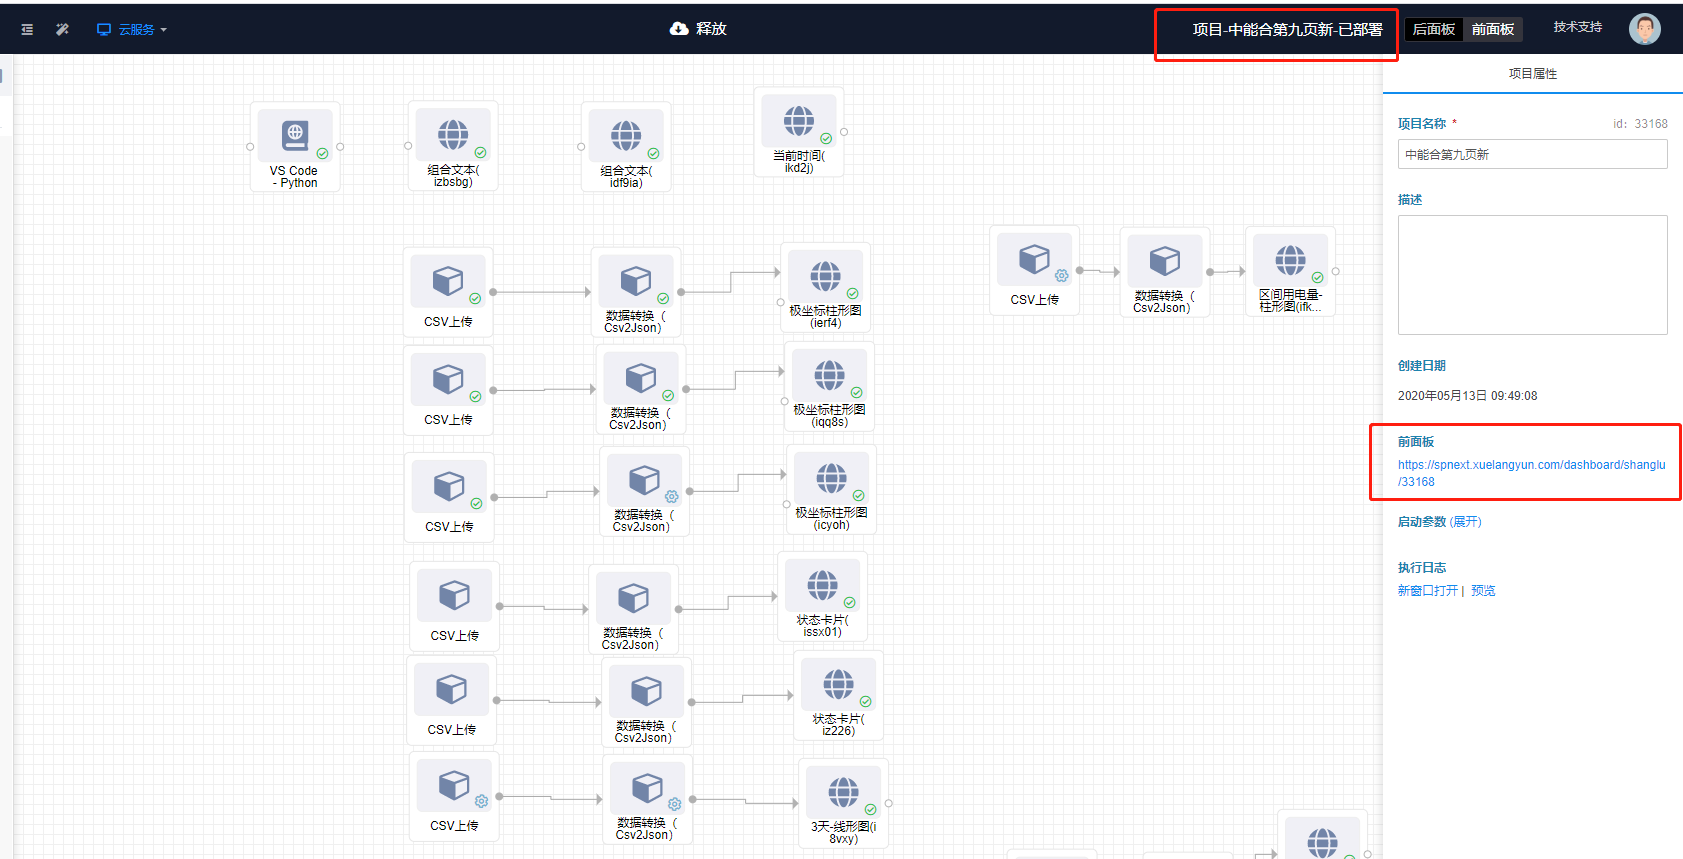 云服务
释放
项目-中能合第九页新-已部署
后面板
前面板
技术支持
VS Code
- Python
组合文本(
izbsbg)
组合文本(
idf9ia)
当前时间(
ikd2j)
CSV上传
数据转换（
Csv2Json）
极坐标柱形图
(ierf4)
CSV上传
数据转换（
Csv2Json）
区间用电量-
柱形图(ifk...
CSV上传
数据转换（
Csv2Json）
极坐标柱形图
(iqq8s)
CSV上传
数据转换（
Csv2Json）
极坐标柱形图
(icyoh)
CSV上传
数据转换（
Csv2Json）
状态卡片(
issx01)
CSV上传
数据转换（
Csv2Json）
状态卡片(
iz226)
CSV上传
数据转换（
Csv2Json）
3天-线形图(i
8vxy)
项目属性
项目名称 *
id: 33168
中能合第九页新
描述
创建日期
2020年05月13日 09:49:08
前面板
https://spnext.xuelangyun.com/dashboard/shanglu
/33168
启动参数 (展开)
执行日志
新窗口打开 | 预览